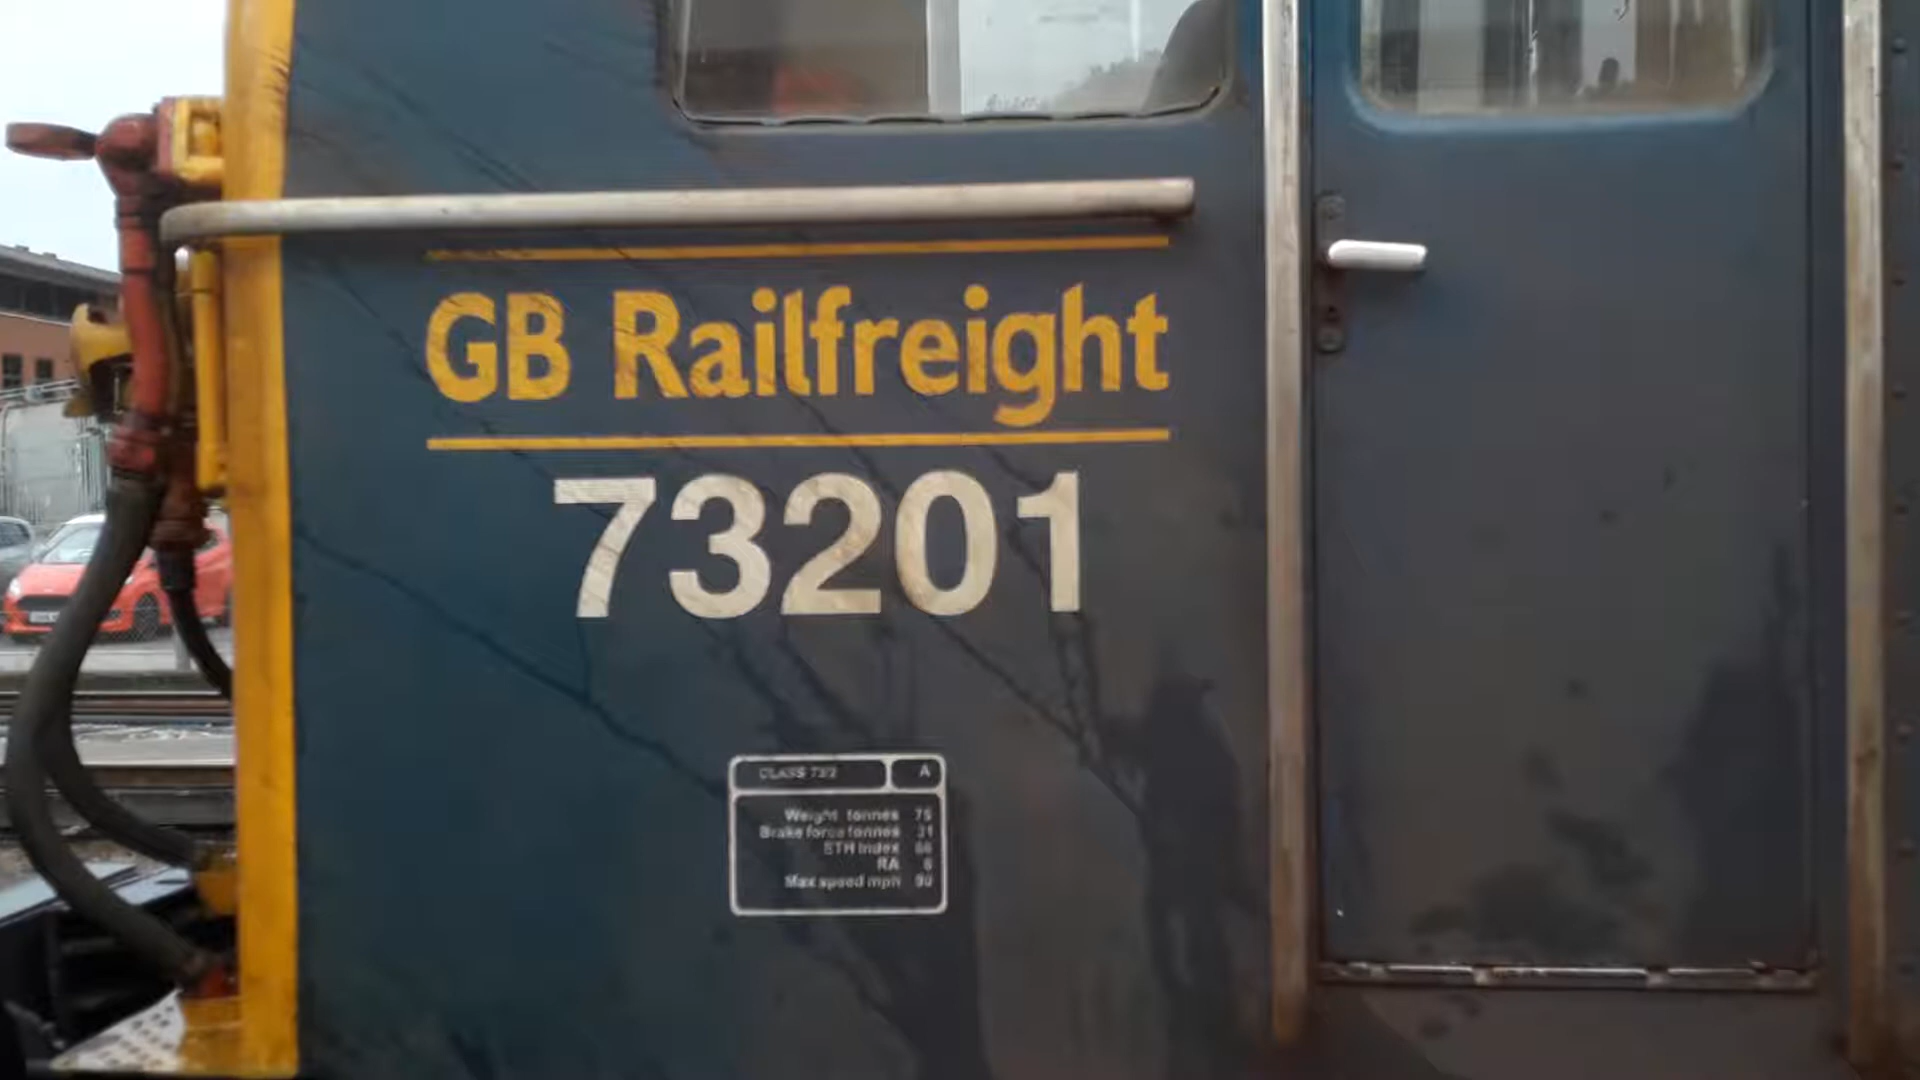 GB Railfreight
73201
CLASS 73/2 A
Weight tonnes 75
Brake force tonnes 31
ETH Index 66
RA 6
Max speed mph 90